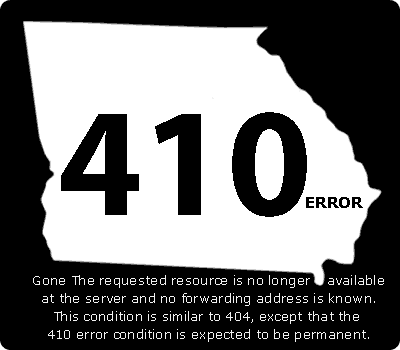 410
ERROR
Gone The requested resource is no longer available
at the server and no forwarding address is known.
This condition is similar to 404, except that the
410 error condition is expected to be permanent.